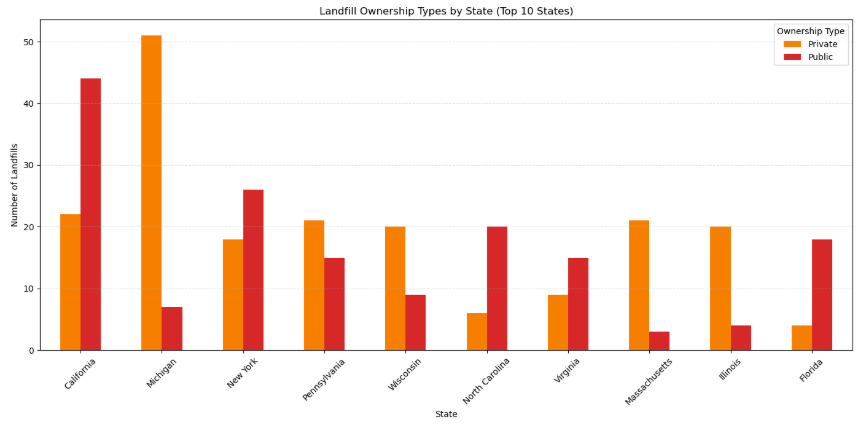 Landfill Ownership Types by State (Top 10 States)
Ownership Type
Private
Public
Number of Landfills
50
40
30
20
10
0
California
Michigan
New York
Pennsylvania
Wisconsin
North Carolina
Virginia
Massachusetts
Illinois
Florida
State